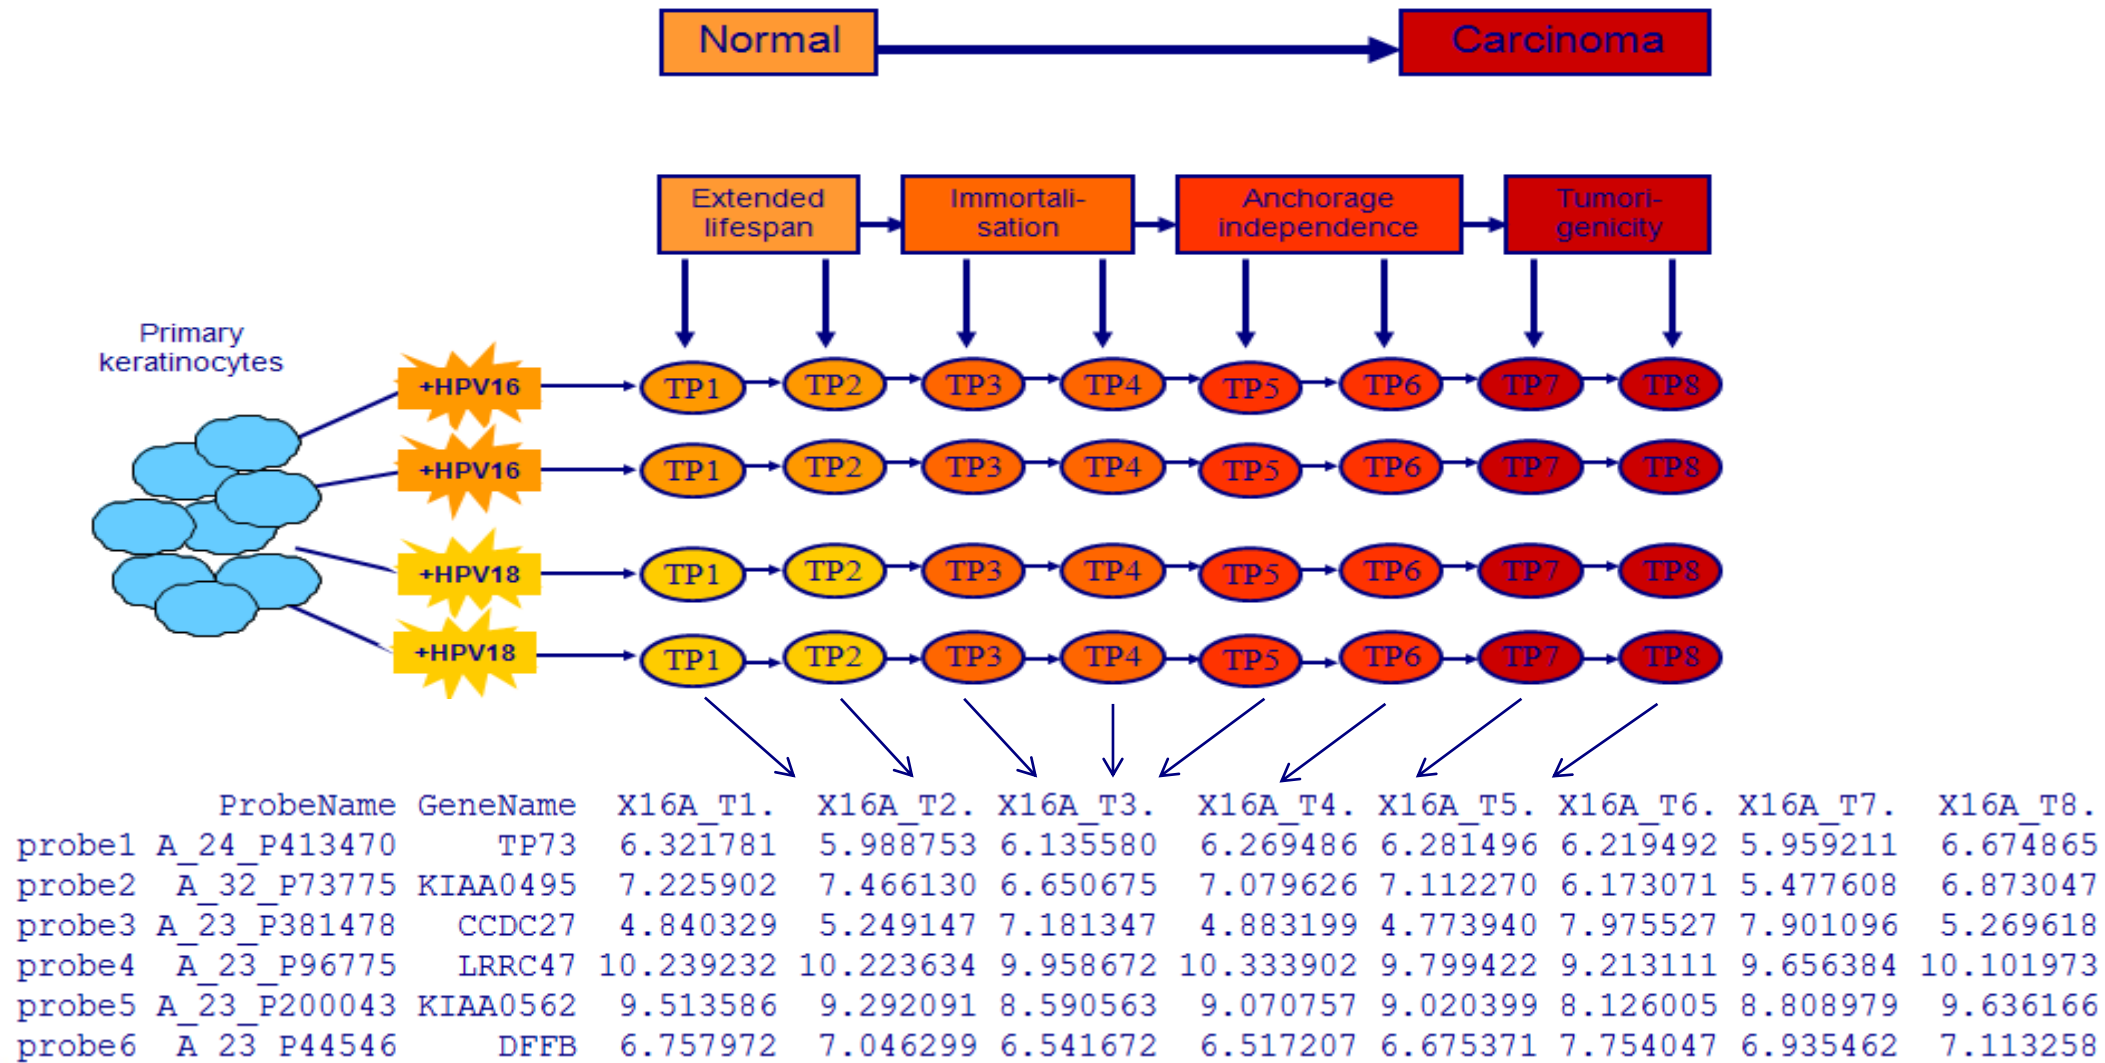 Normal
Carcinoma
Extended
lifespan
Immortali-
sation
Anchorage
independence
Tumori-
genicity
Primary
keratinocytes
+HPV16 TP1 TP2 TP3 TP4 TP5 TP6 TP7 TP8
+HPV16 TP1 TP2 TP3 TP4 TP5 TP6 TP7 TP8
+HPV18 TP1 TP2 TP3 TP4 TP5 TP6 TP7 TP8
+HPV18 TP1 TP2 TP3 TP4 TP5 TP6 TP7 TP8
ProbeName GeneName X16A_T1. X16A_T2. X16A_T3. X16A_T4. X16A_T5. X16A_T6. X16A_T7. X16A_T8.
probe1 A_24_P413470 TP73 6.321781 5.988753 6.135580 6.269486 6.281496 6.219492 5.959211 6.674865
probe2 A_32_P73775 KIAA0495 7.225902 7.466130 6.650675 7.079626 7.112270 6.173071 5.477608 6.873047
probe3 A_23_P381478 CCDC27 4.840329 5.249147 7.181347 4.883199 4.773940 7.975527 7.901096 5.269618
probe4 A_23_P96775 LRRC47 10.239232 10.223634 9.958672 10.333902 9.799422 9.213111 9.656384 10.101973
probe5 A_23_P200043 KIAA0562 9.513586 9.292091 8.590563 9.070757 9.020399 8.126005 8.808979 9.636166
probe6 A_23_P44546 DFFB 6.757972 7.046299 6.541672 6.517207 6.675371 7.754047 6.935462 7.113258